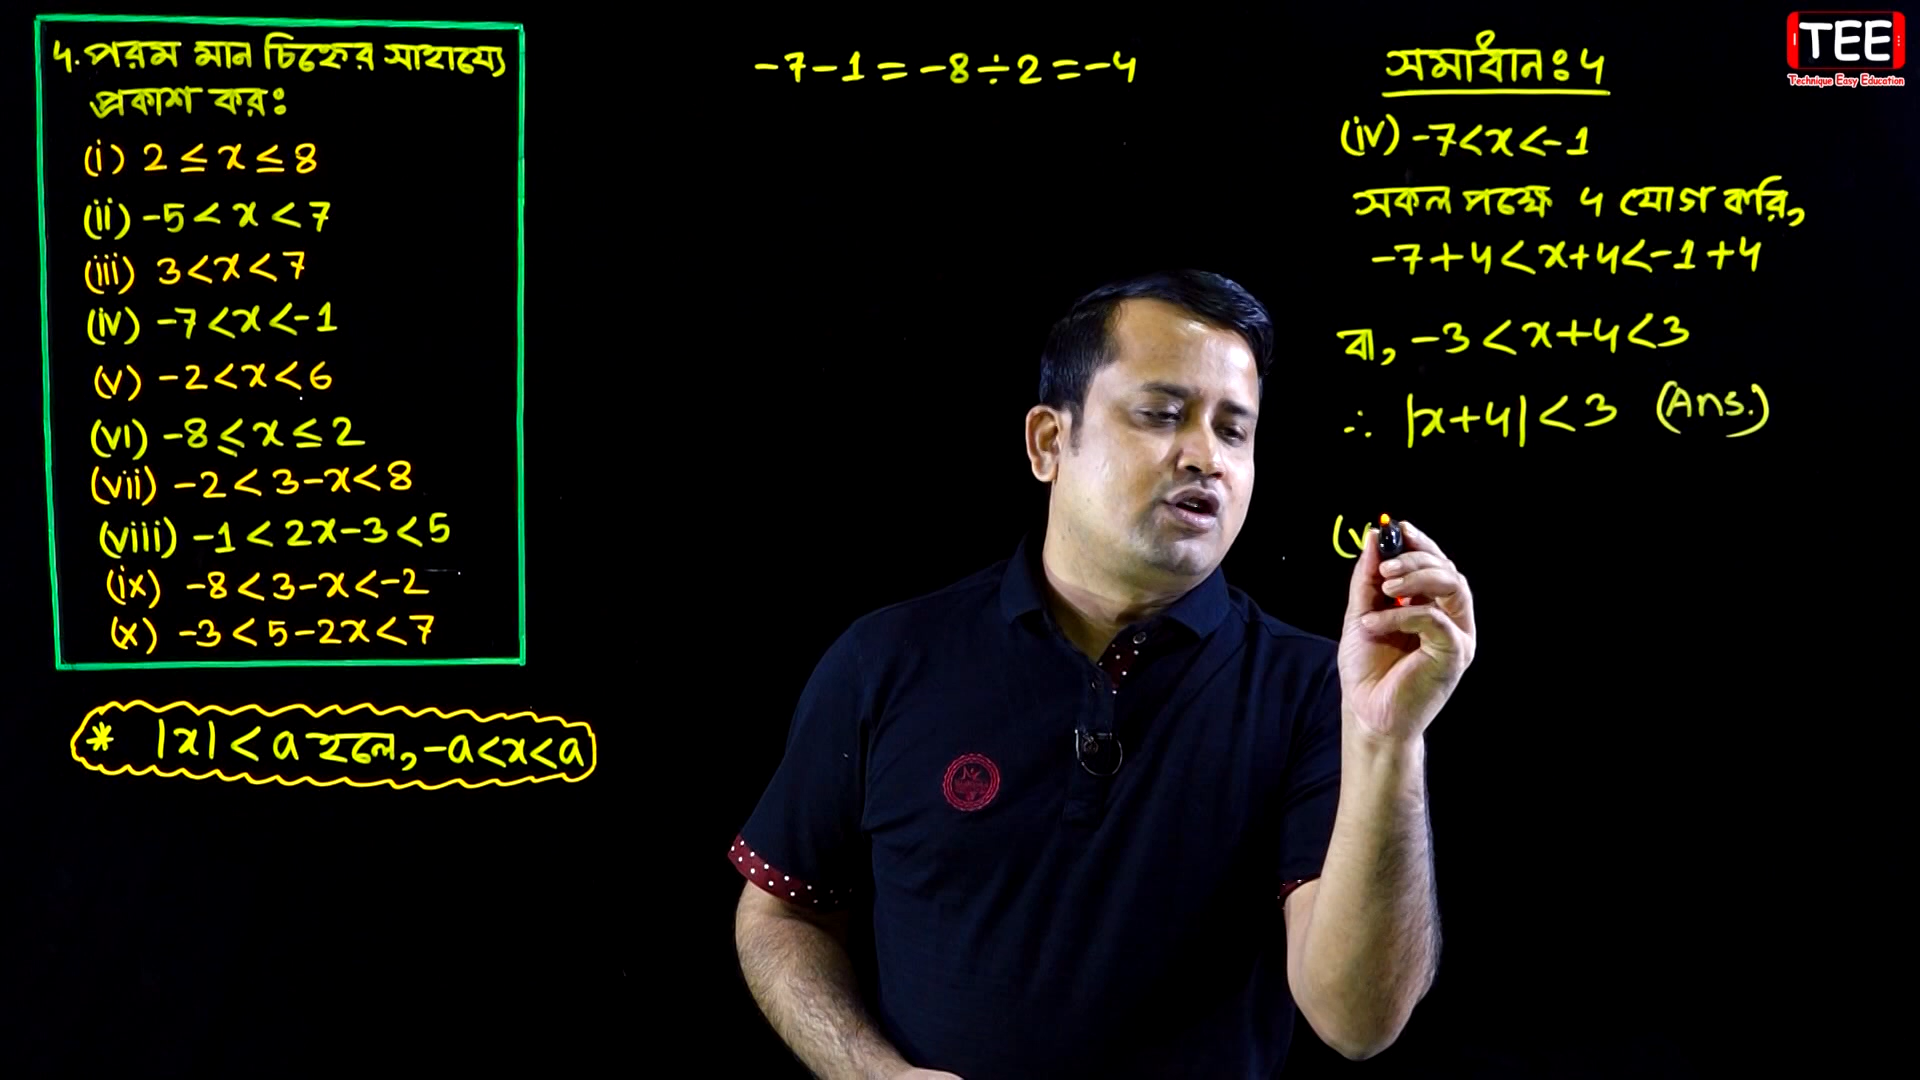 ৭. পরম মান চিহ্নের সাহায্যে
প্রকাশ কর:
(i) 2 ≤ x ≤ 8
(ii) -5 < x < 7
(iii) 3 < x < 7
(iv) -7 < x < -1
(v) -2 < x < 6
(vi) -8 ≤ x ≤ 2
(vii) -2 < 3-x < 8
(viii) -1 < 2x-3 < 5
(ix) -8 < 3-x < -2
(x) -3 < 5-2x < 7
* |x| < a হলে, -a < x < a
-7-1 = -8 ÷ 2 = -4
সমাধান: 4
(iv) -7 < x < -1
সকল পক্ষে 4 যোগ করি,
-7+4 < x+4 < -1+4
বা, -3 < x+4 < 3
∴ |x+4| < 3 (Ans.)
(v
TEE
Technique Easy Education